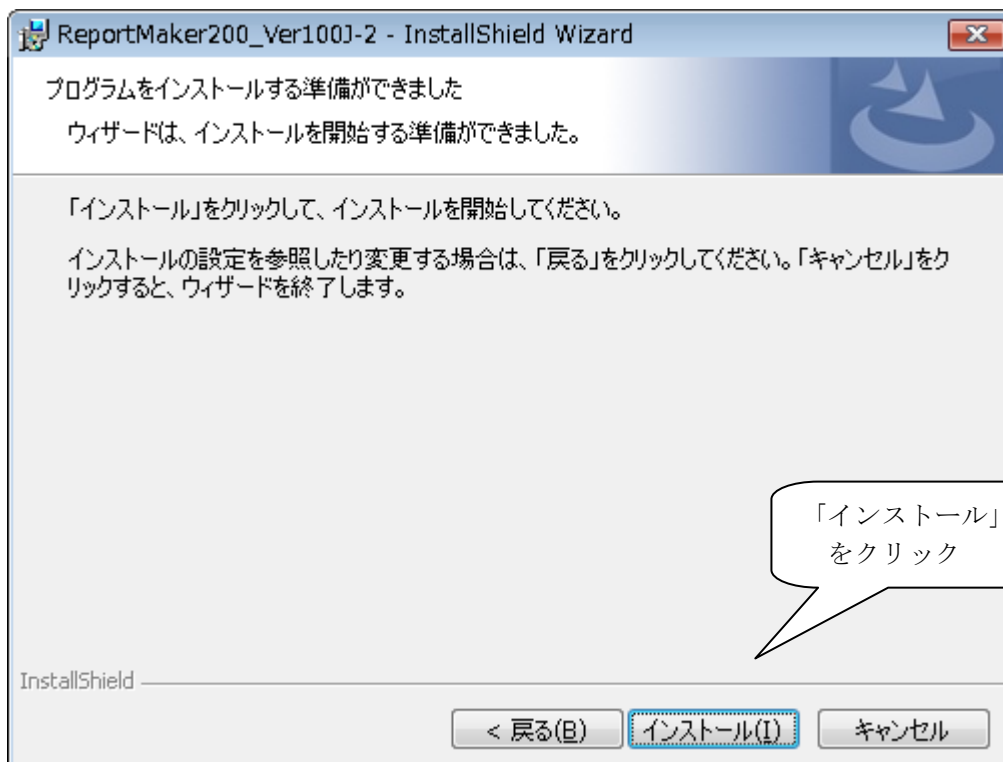 ReportMaker200_Ver100J-2 - InstallShield Wizard
プログラムをインストールする準備ができました
ウィザードは、インストールを開始する準備ができました。
「インストール」をクリックして、インストールを開始してください。
インストールの設定を参照したり変更する場合は、「戻る」をクリックしてください。「キャンセル」をク
リックすると、ウィザードを終了します。
「インストール」
をクリック
InstallShield
< 戻る(B)
インストール(I)
キャンセル